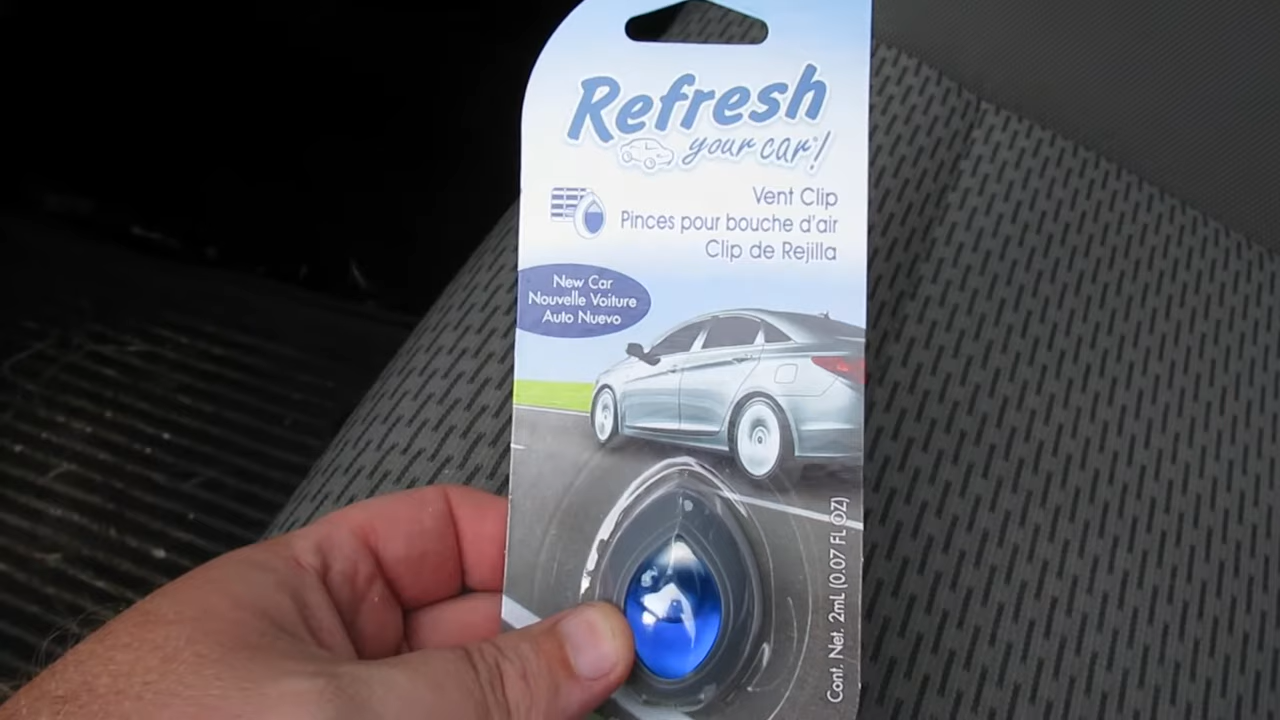 Refresh
your car!
Vent Clip
Pinces pour bouche d'air
Clip de Rejilla
New Car
Nouvelle Voiture
Auto Nuevo
Cont. Net. 2mL (0.07 FL OZ)